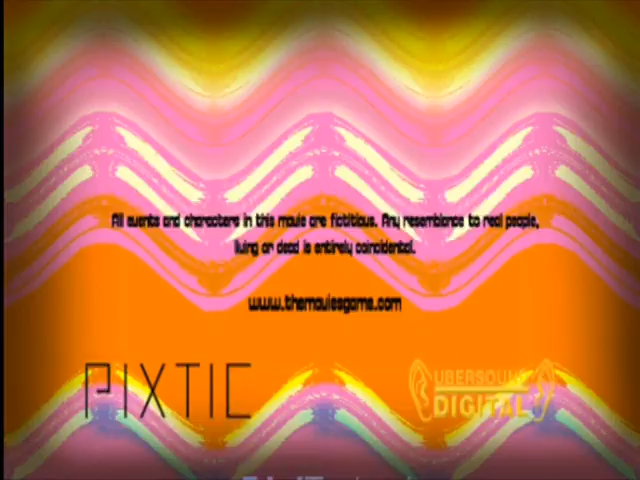 All events and characters in this movie are fictitious. Any resemblance to real people,
living or dead is entirely coincidental.
www.themoviesgame.com
PIXTIC
UBERSOUND
DIGITAL